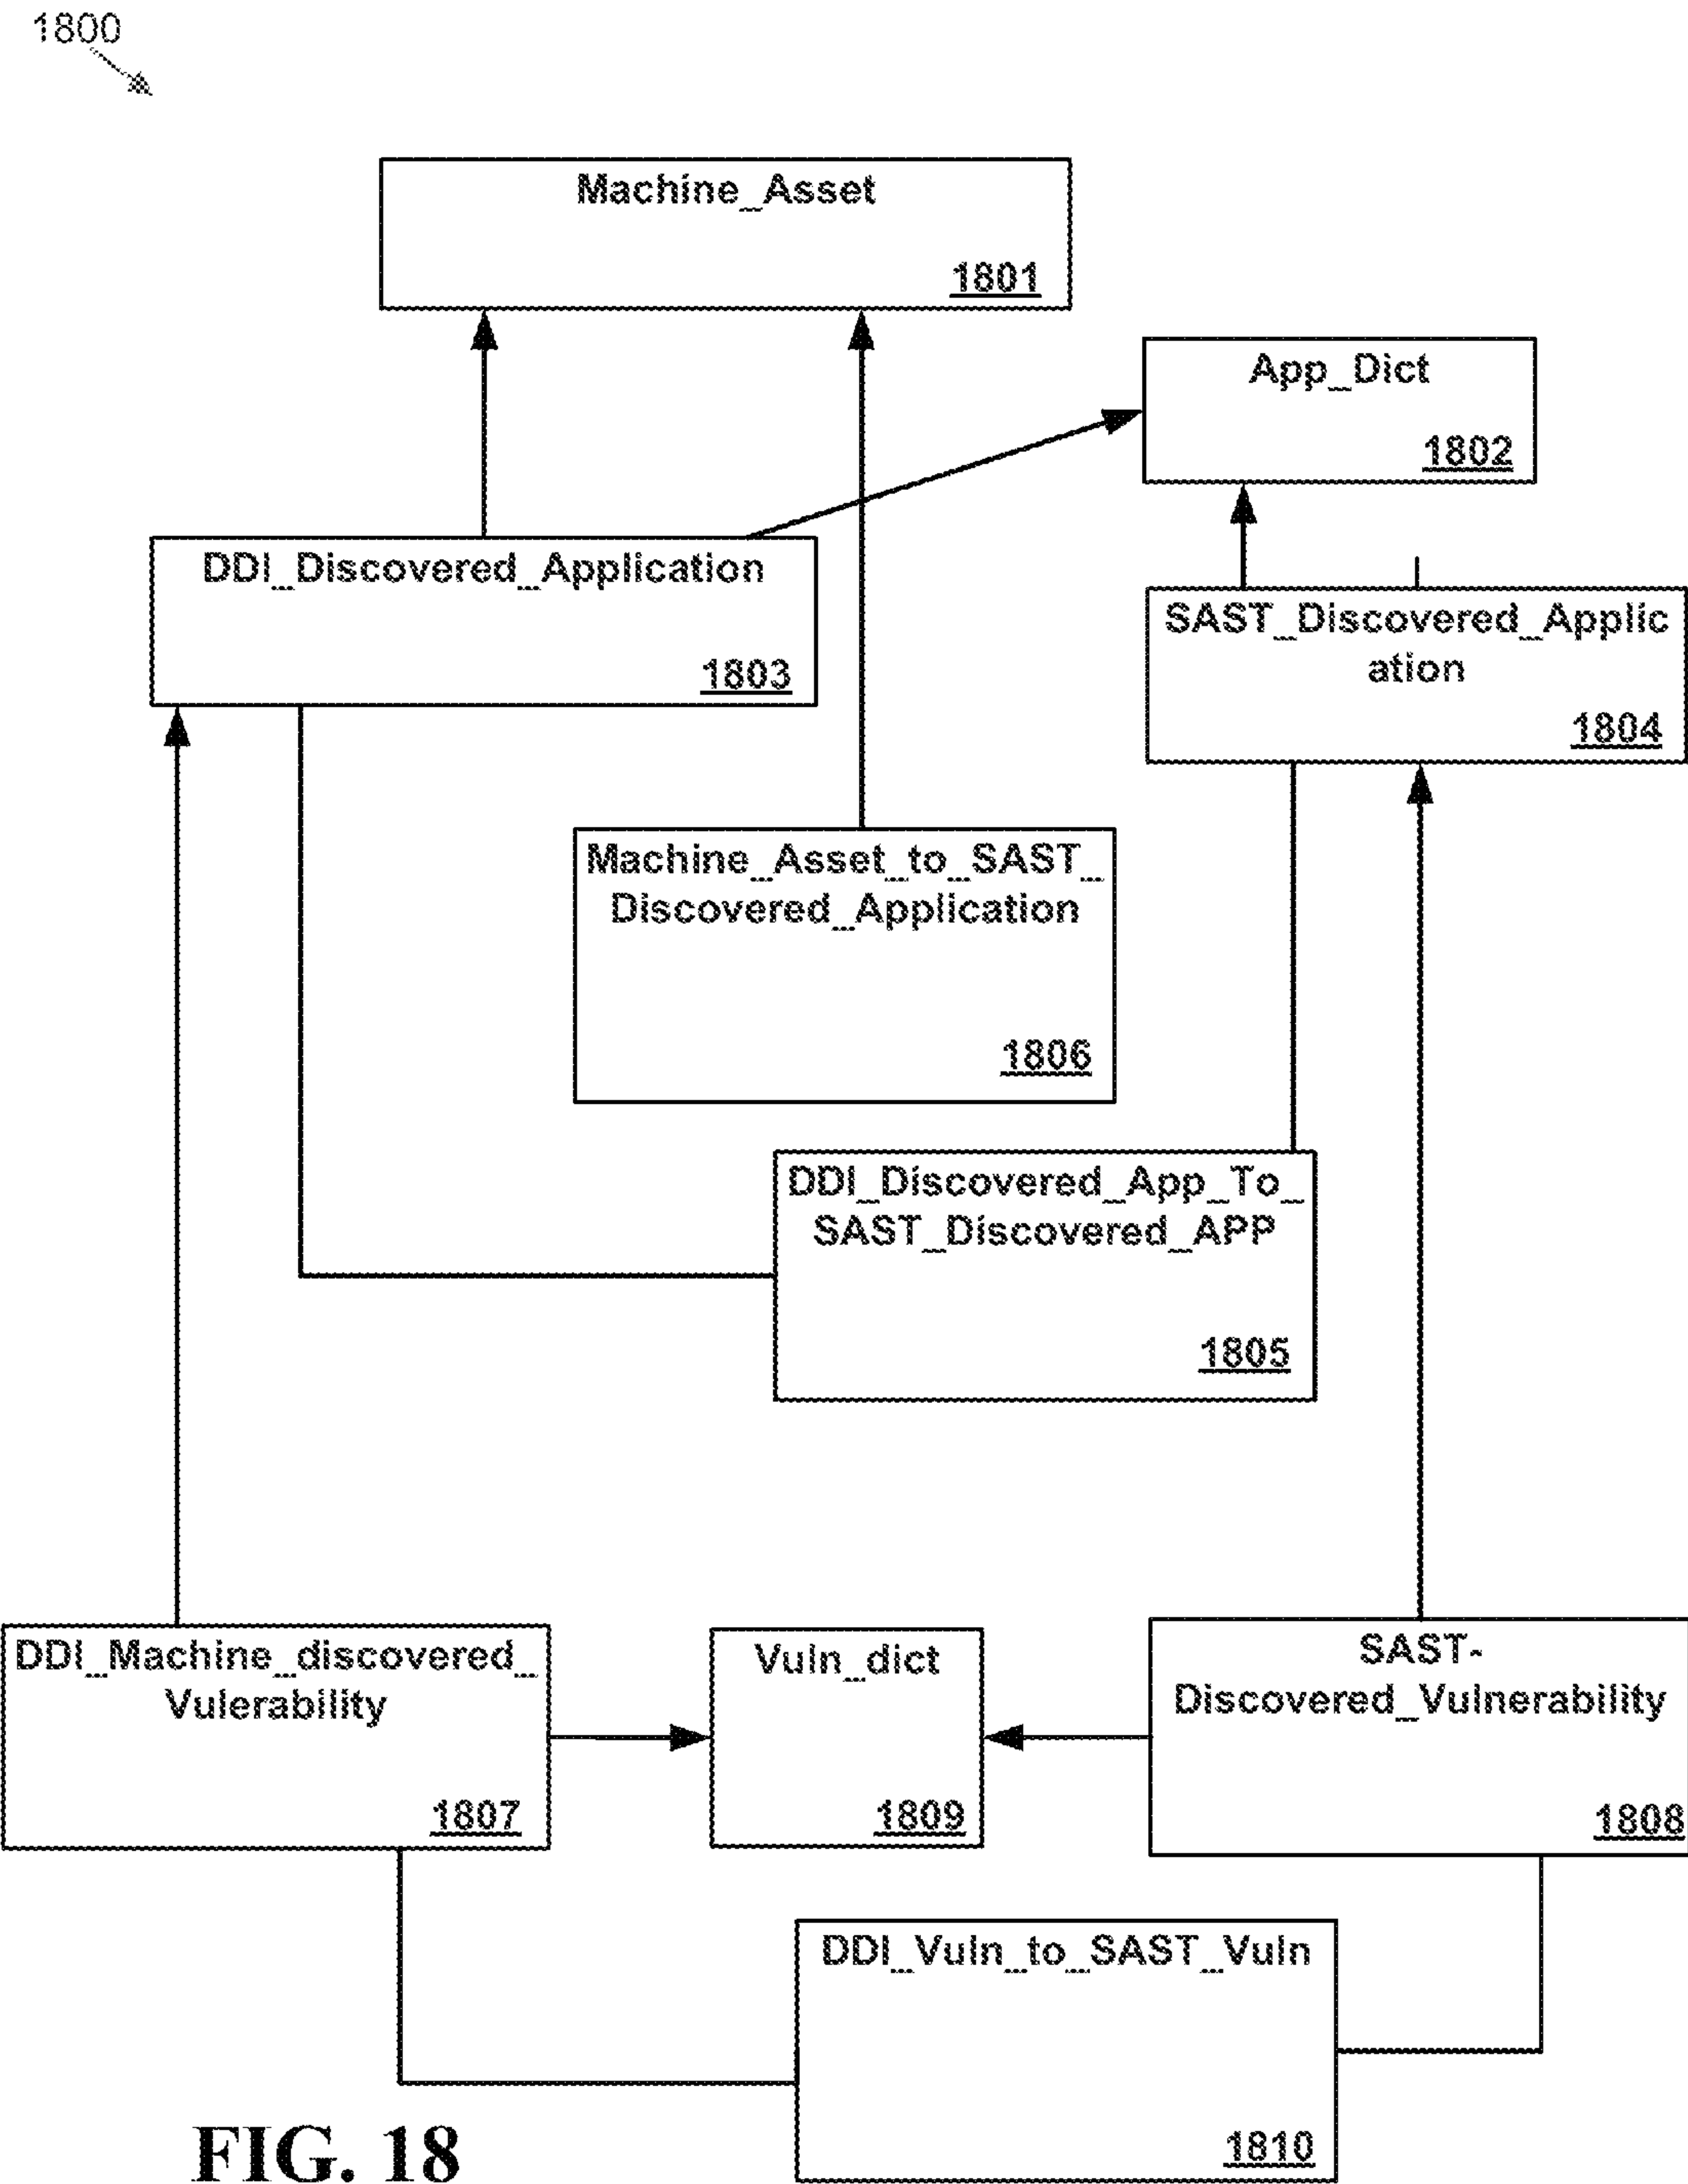 1800
Machine_Asset
1801
App_Dict
1802
DDI_Discovered_Application
1803
SAST_Discovered_Applic
ation
1804
Machine_Asset_to_SAST_
Discovered_Application
1806
DDI_Discovered_App_To_
SAST_Discovered_APP
1805
DDI_Machine_discovered_
Vulerability
1807
Vuln_dict
1809
SAST-
Discovered_Vulnerability
1808
DDI_Vuln_to_SAST_Vuln
1810
FIG. 18